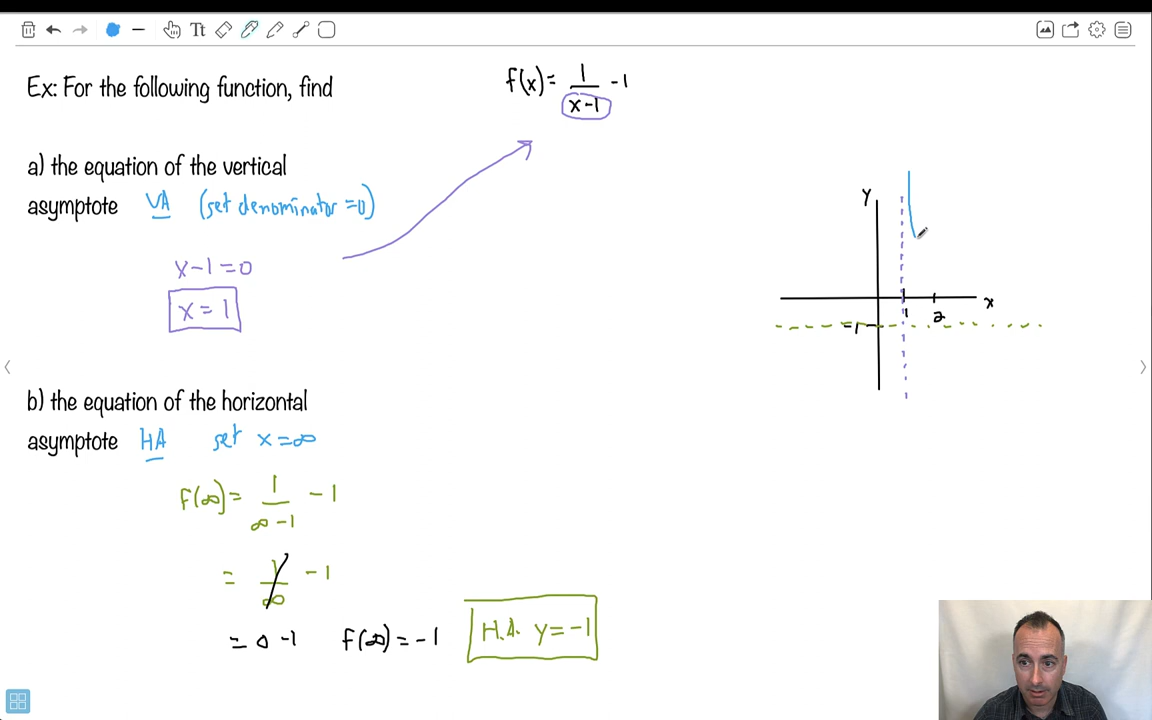 Tt
Ex: For the following function, find
f(x)= 1/(x-1) -1
a) the equation of the vertical
asymptote VA (set denominator =0)
x-1=0
x = 1
y
x
1 2
-1
b) the equation of the horizontal
asymptote HA set x=∞
f(∞)= 1/(∞-1) -1
= 1/∞ -1
= 0 -1 f(∞)=-1 H.A. y=-1